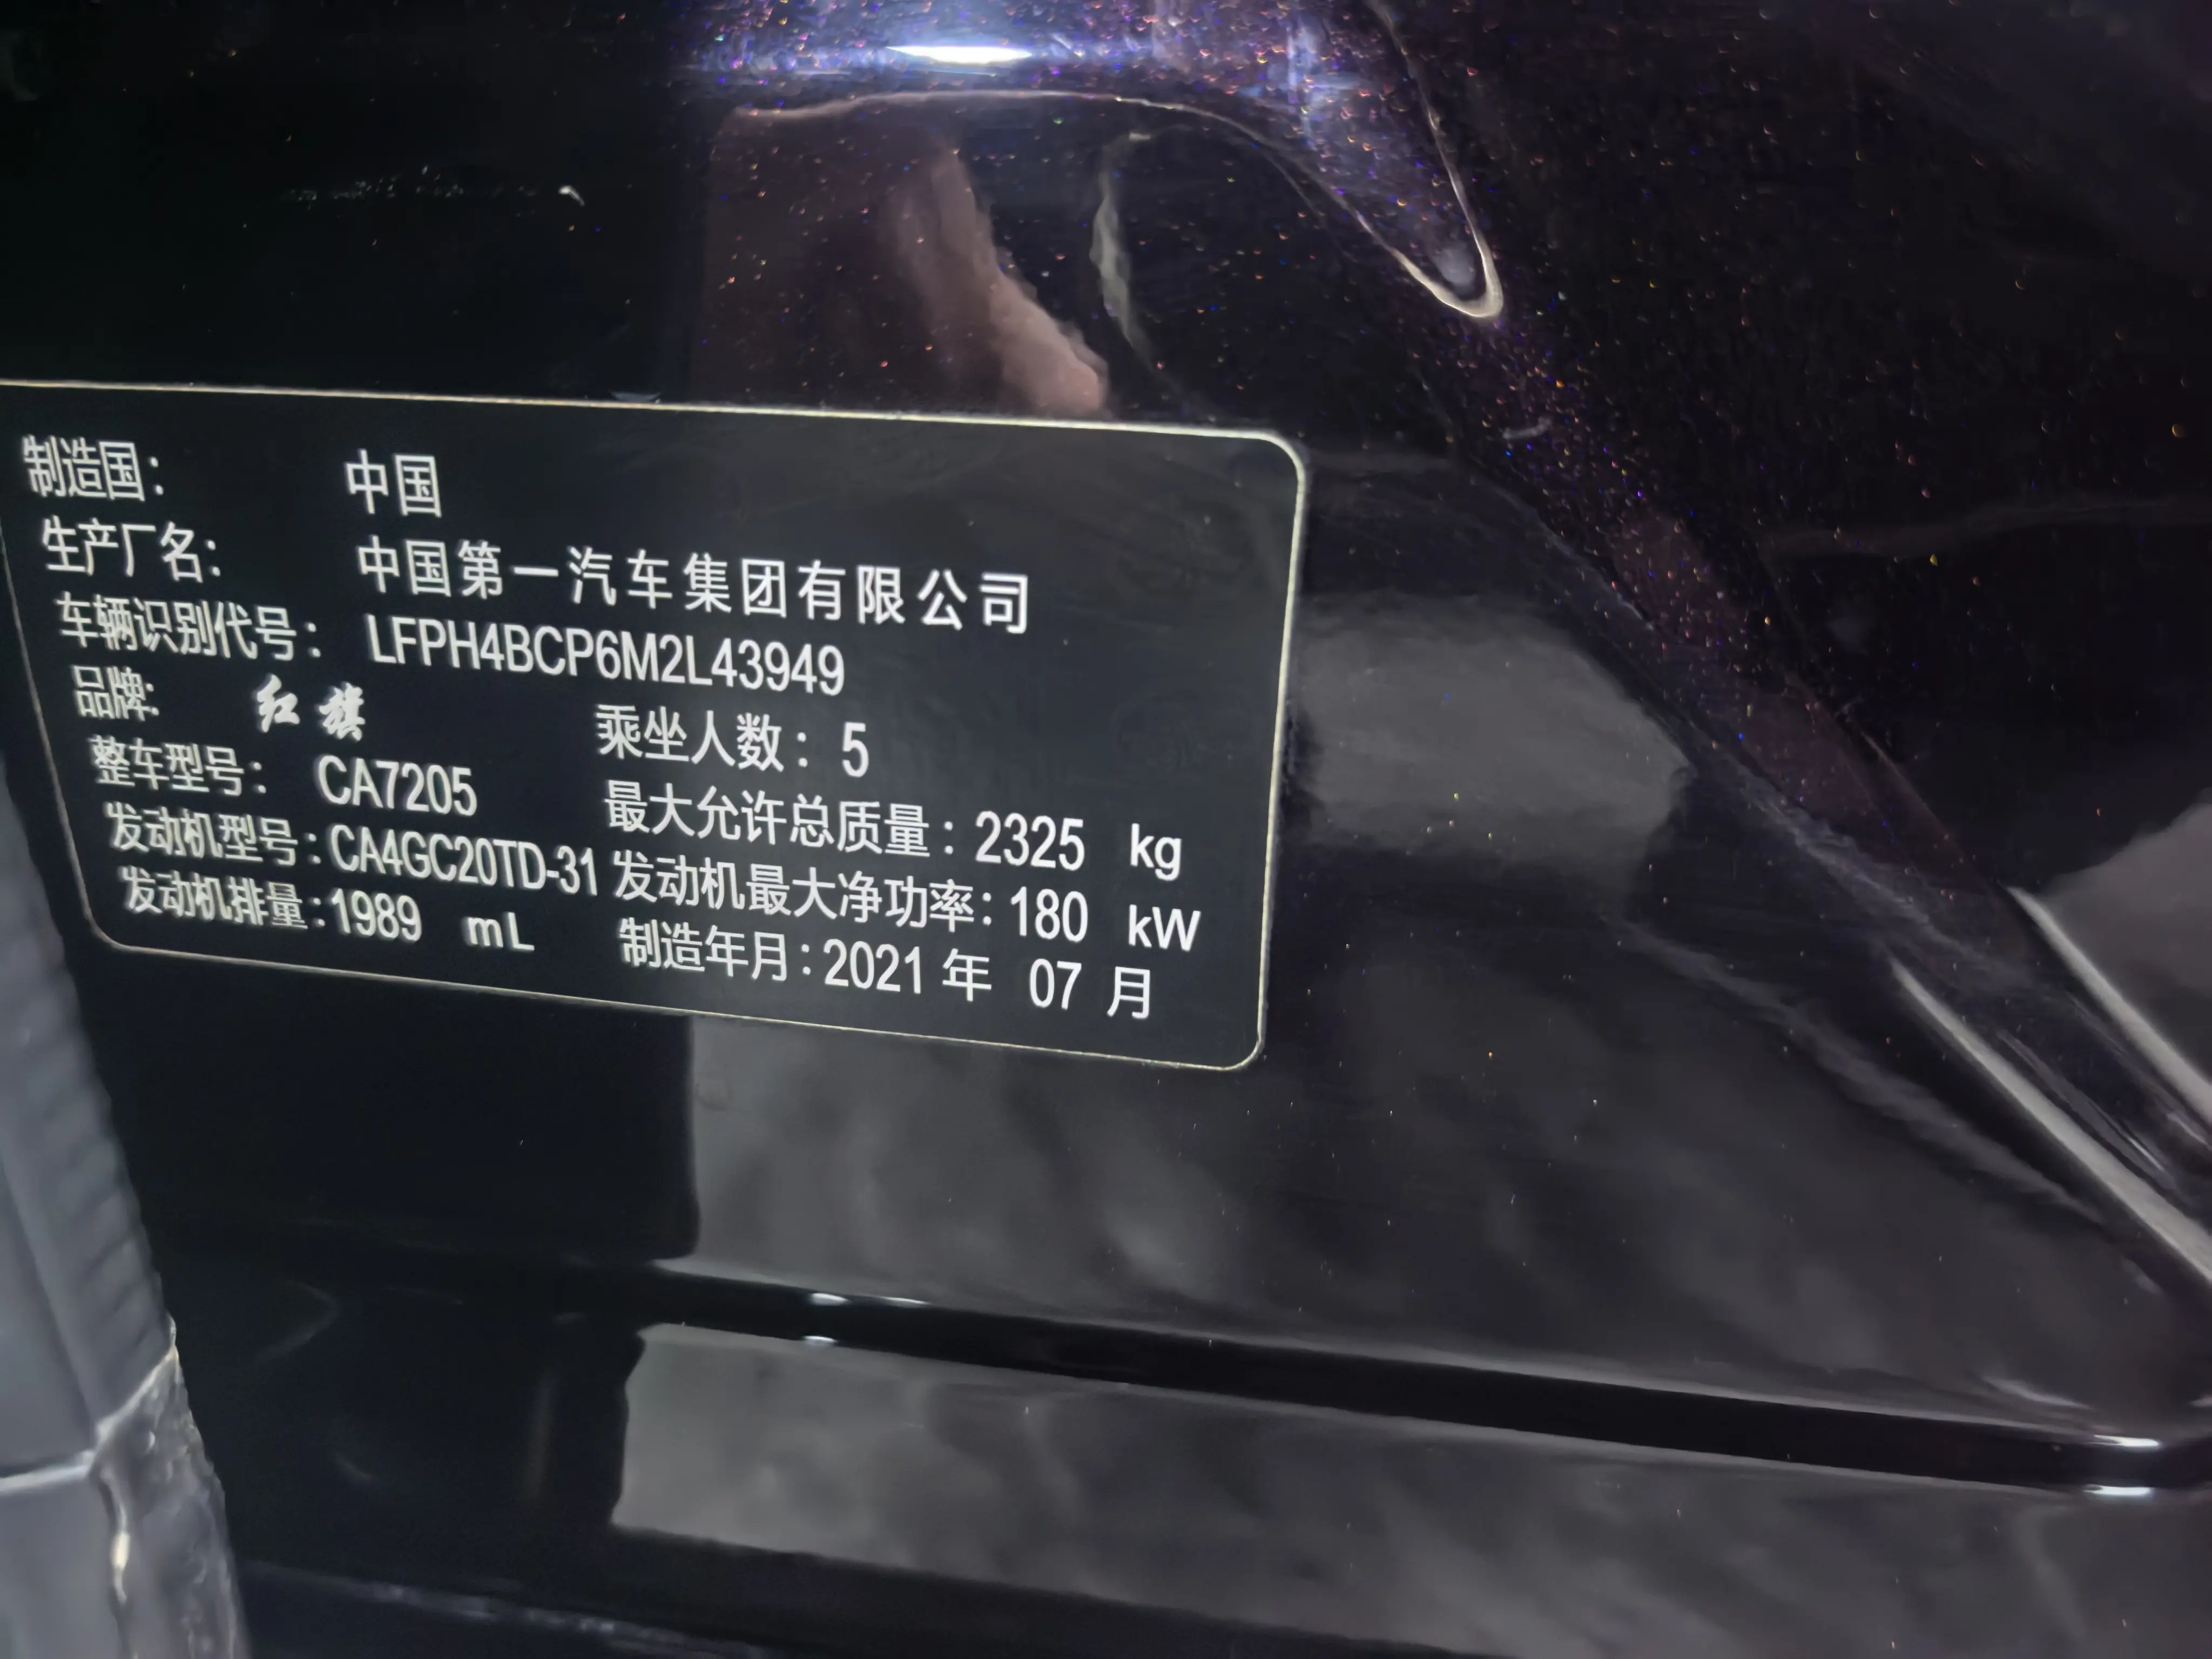 制造国： 中国
生产厂名： 中国第一汽车集团有限公司
车辆识别代号： LFPH4BCP6M2L43949
品牌: 红旗 乘坐人数：5
整车型号： CA7205 最大允许总质量：2325 kg
发动机型号：CA4GC20TD-31 发动机最大净功率：180 kW
发动机排量：1989 mL 制造年月：2021 年 07 月